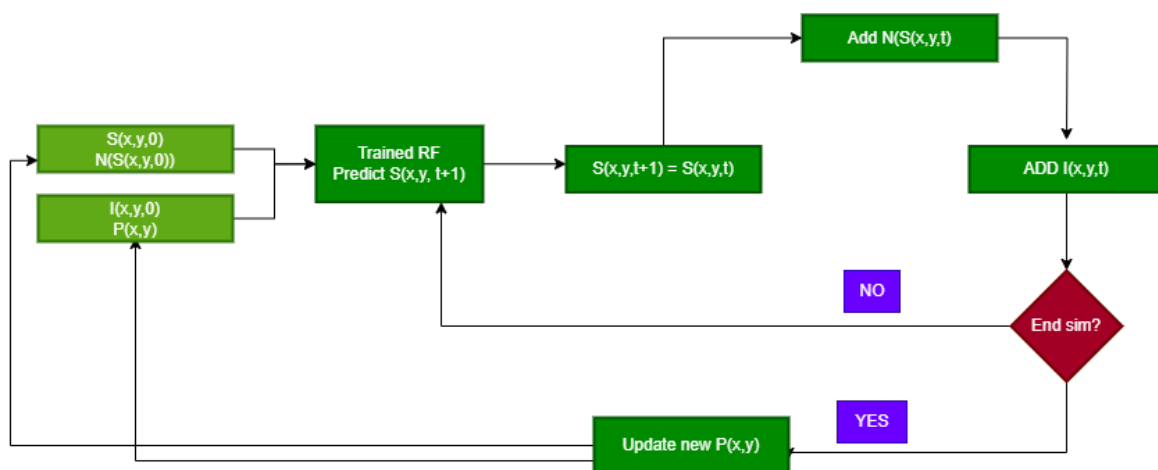 Add N(S(x,y,t)
S(x,y,0)
N(S(x,y,0))
Trained RF
Predict S(x,y, t+1)
S(x,y,t+1) = S(x,y,t)
ADD I(x,y,t)
I(x,y,0)
P(x,y)
NO
End sim?
YES
Update new P(x,y)